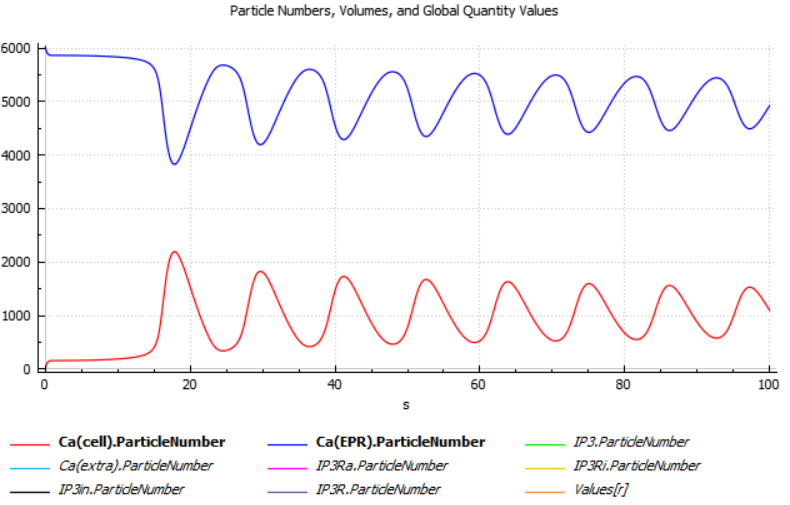 Particle Numbers, Volumes, and Global Quantity Values
6000
5000
4000
3000
2000
1000
0
0 20 40 60 80 100
s
Ca(cell).ParticleNumber Ca(EPR).ParticleNumber IP3.ParticleNumber
Ca(extra).ParticleNumber IP3Ra.ParticleNumber IP3Ri.ParticleNumber
IP3in.ParticleNumber IP3R.ParticleNumber Values[r]